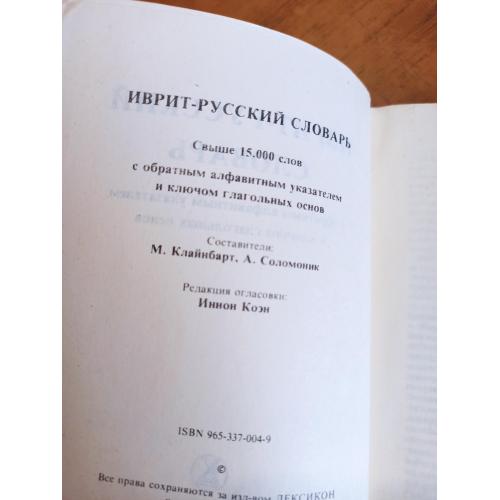 ИВРИТ-РУССКИЙ СЛОВАРЬ
Свыше 15.000 слов
с обратным алфавитным указателем
и ключом глагольных основ
Составители:
М. Клайнбарт, А. Соломоник
Редакция огласовки:
Иннон Коэн
ISBN 965-337-004-9
©
Все права сохраняются за изд-вом ЛЕКСИКОН